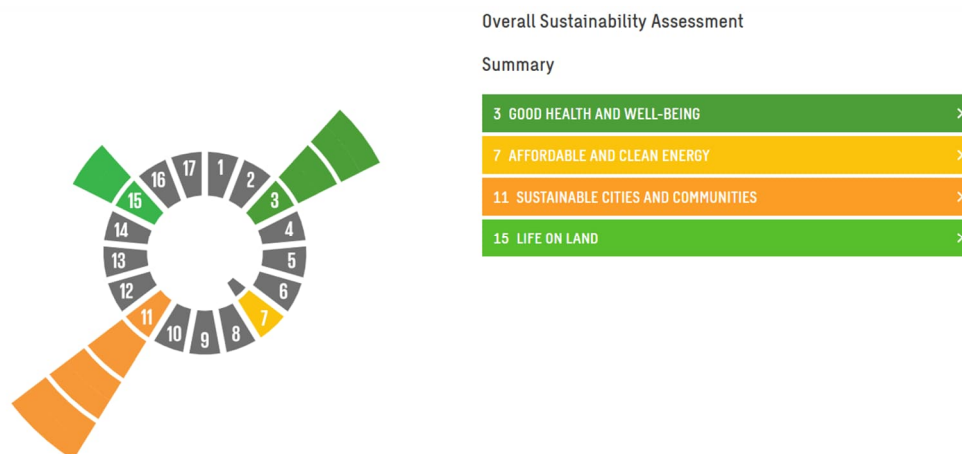 Overall Sustainability Assessment
Summary
3 GOOD HEALTH AND WELL-BEING
7 AFFORDABLE AND CLEAN ENERGY
11 SUSTAINABLE CITIES AND COMMUNITIES
15 LIFE ON LAND
1
2
3
4
5
6
7
8
9
10
11
12
13
14
15
16
17